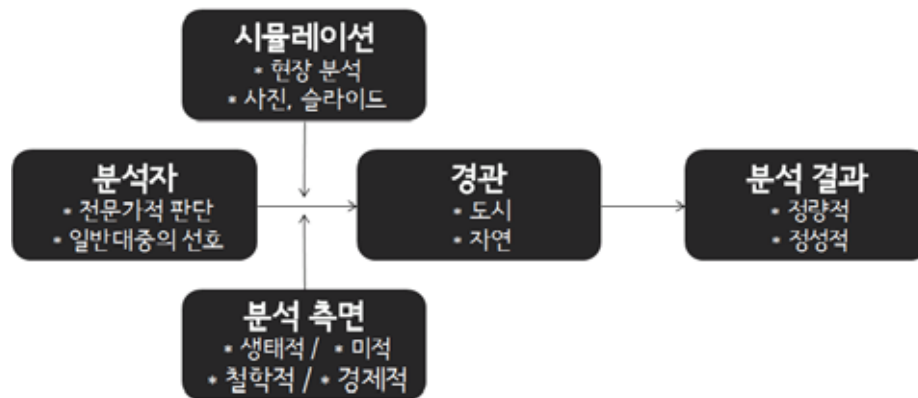 시뮬레이션
* 현장 분석
* 사진, 슬라이드
분석자
* 전문가적 판단
* 일반대중의 선호
경관
* 도시
* 자연
분석 결과
* 정량적
* 정성적
분석 측면
* 생태적 / * 미적
* 철학적 / * 경제적